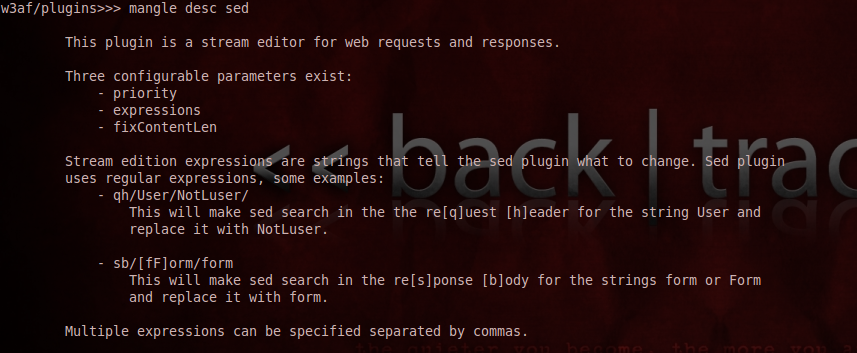 w3af/plugins>>> mangle desc sed
This plugin is a stream editor for web requests and responses.
Three configurable parameters exist:
- priority
- expressions
- fixContentLen
Stream edition expressions are strings that tell the sed plugin what to change. Sed plugin
uses regular expressions, some examples:
- qh/User/NotLuser/
This will make sed search in the the re[q]uest [h]eader for the string User and
replace it with NotLuser.
- sb/[fF]orm/form
This will make sed search in the re[s]ponse [b]ody for the strings form or Form
and replace it with form.
Multiple expressions can be specified separated by commas.
<< back | trac
the quieter you become, the more you a